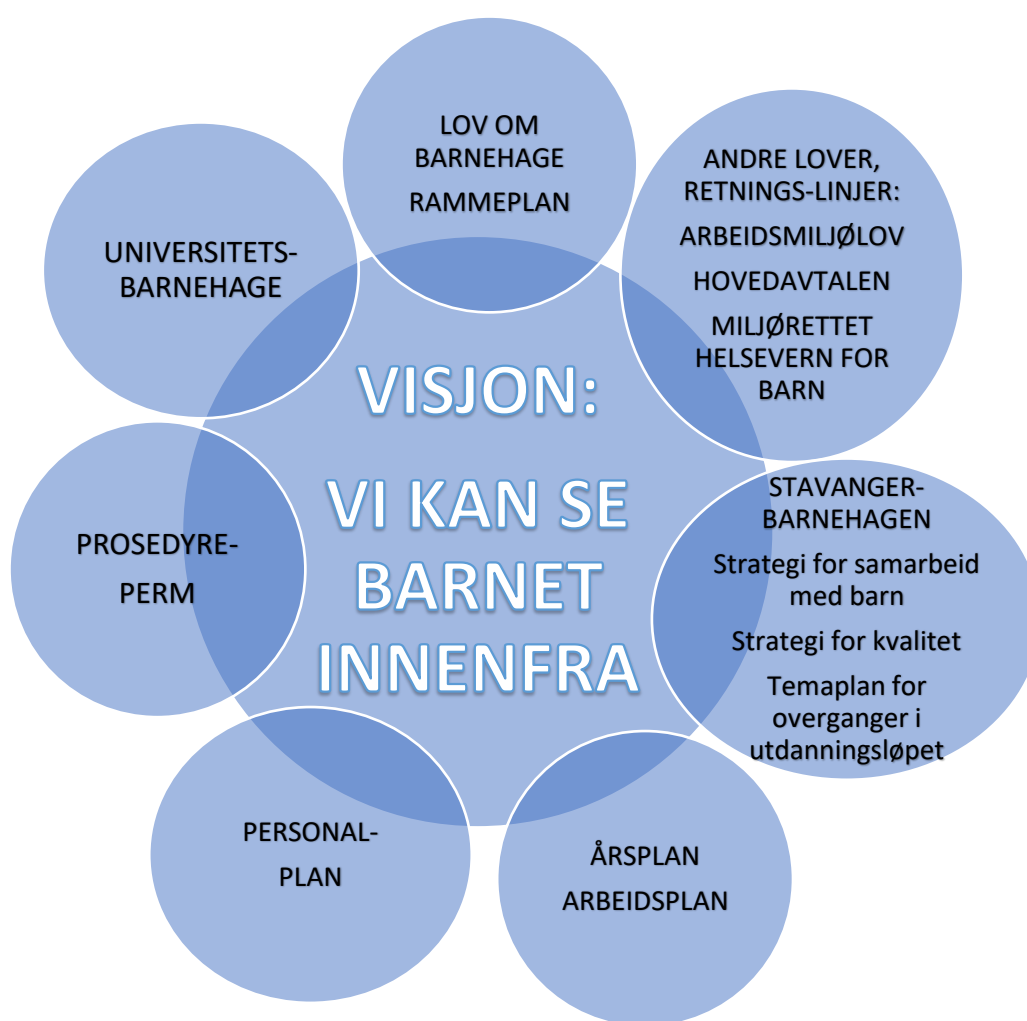 LOV OM
BARNEHAGE
RAMMEPLAN
ANDRE LOVER,
RETNINGS-LINJER:
ARBEIDSMILJØLOV
HOVEDAVTALEN
MILJØRETTET
HELSEVERN FOR
BARN
UNIVERSITETS-
BARNEHAGE
VISJON:
VI KAN SE
BARNET
INNENFRA
STAVANGER-
BARNEHAGEN
Strategi for samarbeid
med barn
Strategi for kvalitet
Temaplan for
overganger i
utdanningsløpet
PROSEDYRE-
PERM
PERSONAL-
PLAN
ÅRSPLAN
ARBEIDSPLAN